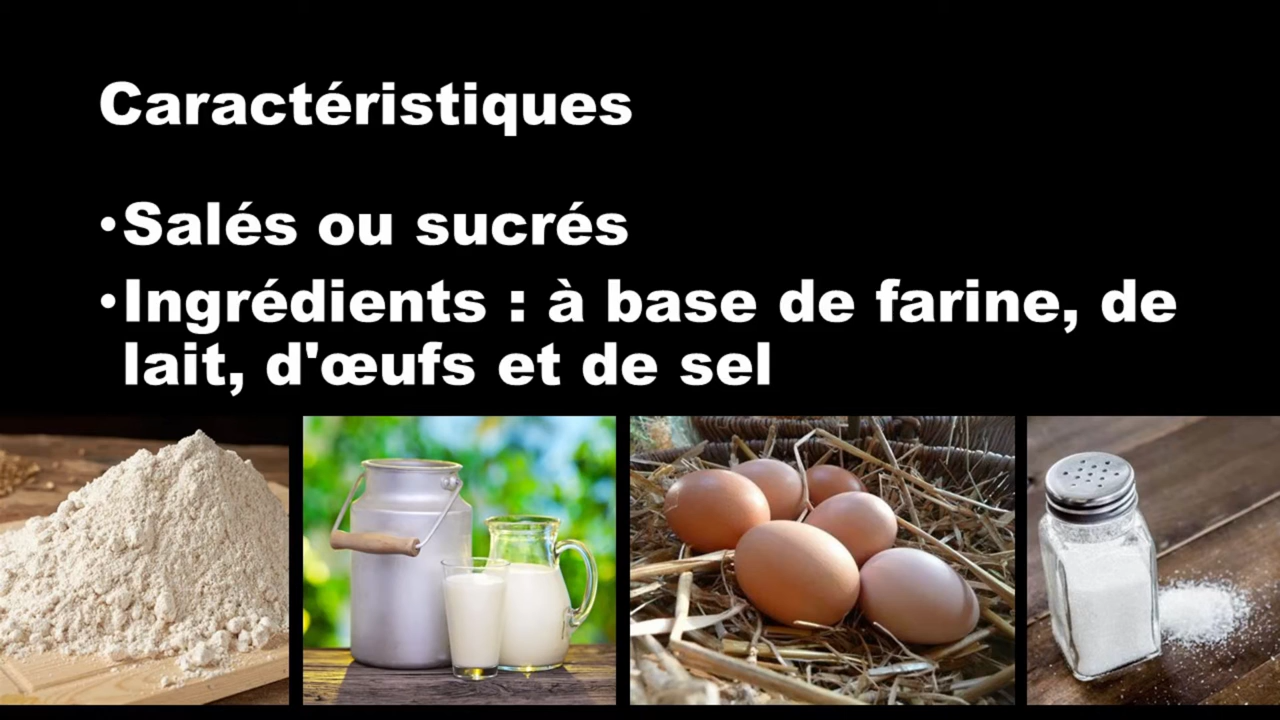 Caractéristiques
•Salés ou sucrés
•Ingrédients : à base de farine, de
lait, d'œufs et de sel